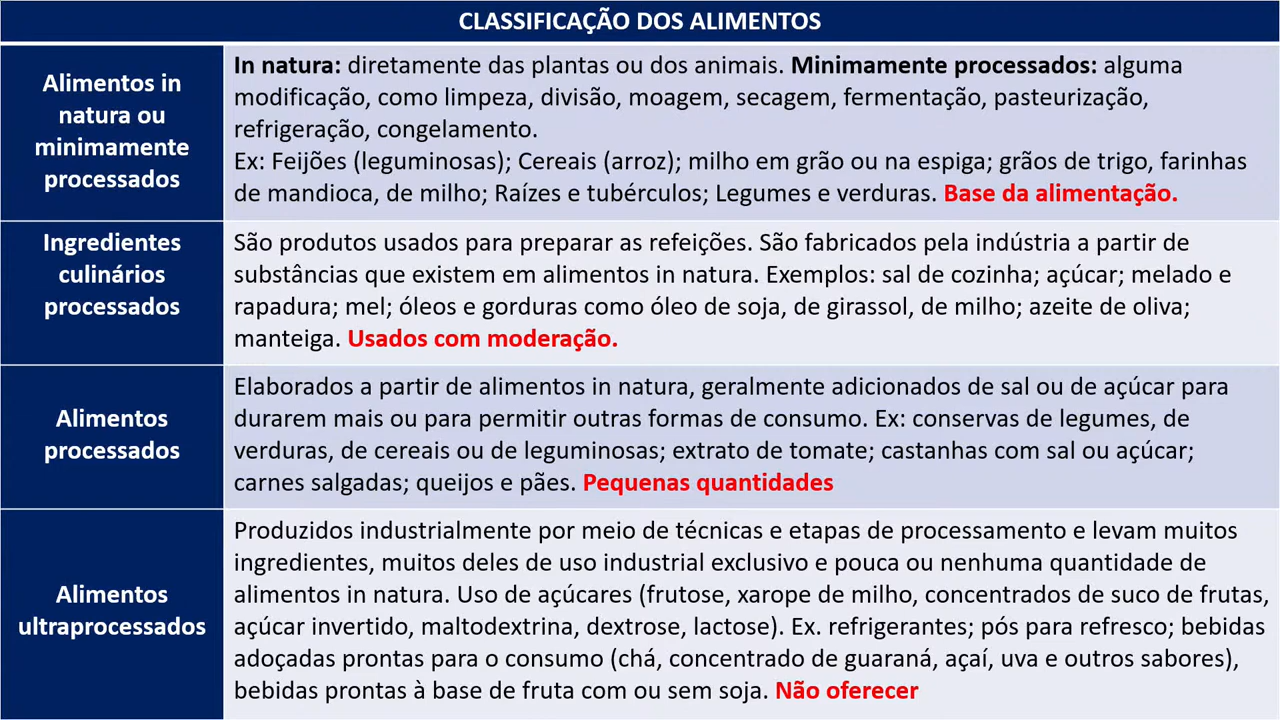 CLASSIFICAÇÃO DOS ALIMENTOS
Alimentos in
natura ou
minimamente
processados
In natura: diretamente das plantas ou dos animais. Minimamente processados: alguma
modificação, como limpeza, divisão, moagem, secagem, fermentação, pasteurização,
refrigeração, congelamento.
Ex: Feijões (leguminosas); Cereais (arroz); milho em grão ou na espiga; grãos de trigo, farinhas
de mandioca, de milho; Raízes e tubérculos; Legumes e verduras. Base da alimentação.
Ingredientes
culinários
processados
São produtos usados para preparar as refeições. São fabricados pela indústria a partir de
substâncias que existem em alimentos in natura. Exemplos: sal de cozinha; açúcar; melado e
rapadura; mel; óleos e gorduras como óleo de soja, de girassol, de milho; azeite de oliva;
manteiga. Usados com moderação.
Alimentos
processados
Elaborados a partir de alimentos in natura, geralmente adicionados de sal ou de açúcar para
durarem mais ou para permitir outras formas de consumo. Ex: conservas de legumes, de
verduras, de cereais ou de leguminosas; extrato de tomate; castanhas com sal ou açúcar;
carnes salgadas; queijos e pães. Pequenas quantidades
Alimentos
ultraprocessados
Produzidos industrialmente por meio de técnicas e etapas de processamento e levam muitos
ingredientes, muitos deles de uso industrial exclusivo e pouca ou nenhuma quantidade de
alimentos in natura. Uso de açúcares (frutose, xarope de milho, concentrados de suco de frutas,
açúcar invertido, maltodextrina, dextrose, lactose). Ex. refrigerantes; pós para refresco; bebidas
adoçadas prontas para o consumo (chá, concentrado de guaraná, açaí, uva e outros sabores),
bebidas prontas à base de fruta com ou sem soja. Não oferecer